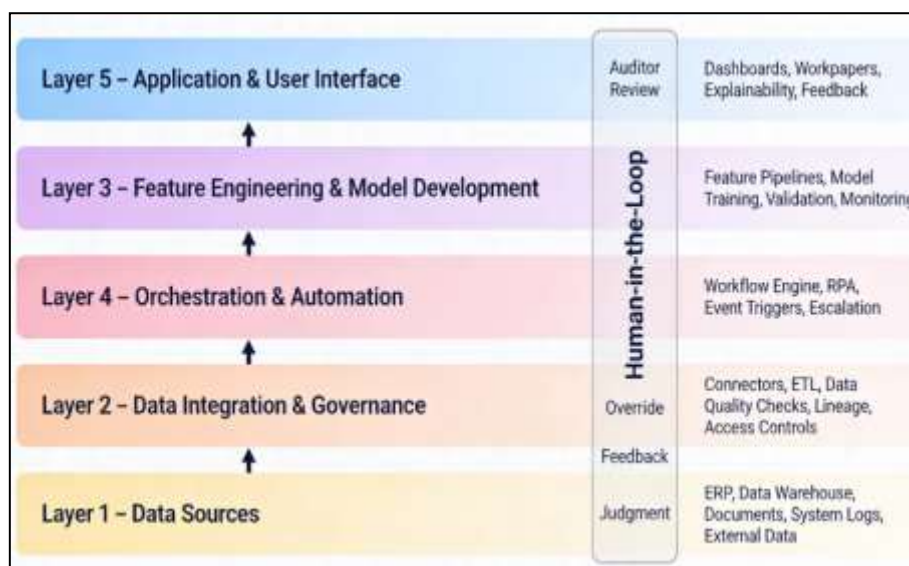 Layer 5 – Application & User Interface
Auditor
Review
Dashboards, Workpapers,
Explainability, Feedback
Layer 3 – Feature Engineering & Model Development
Feature Pipelines, Model
Training, Validation, Monitoring
Human-in-the-Loop
Layer 4 – Orchestration & Automation
Workflow Engine, RPA,
Event Triggers, Escalation
Layer 2 – Data Integration & Governance
Override
Connectors, ETL, Data
Quality Checks, Lineage,
Access Controls
Feedback
Layer 1 – Data Sources
Judgment
ERP, Data Warehouse,
Documents, System Logs,
External Data